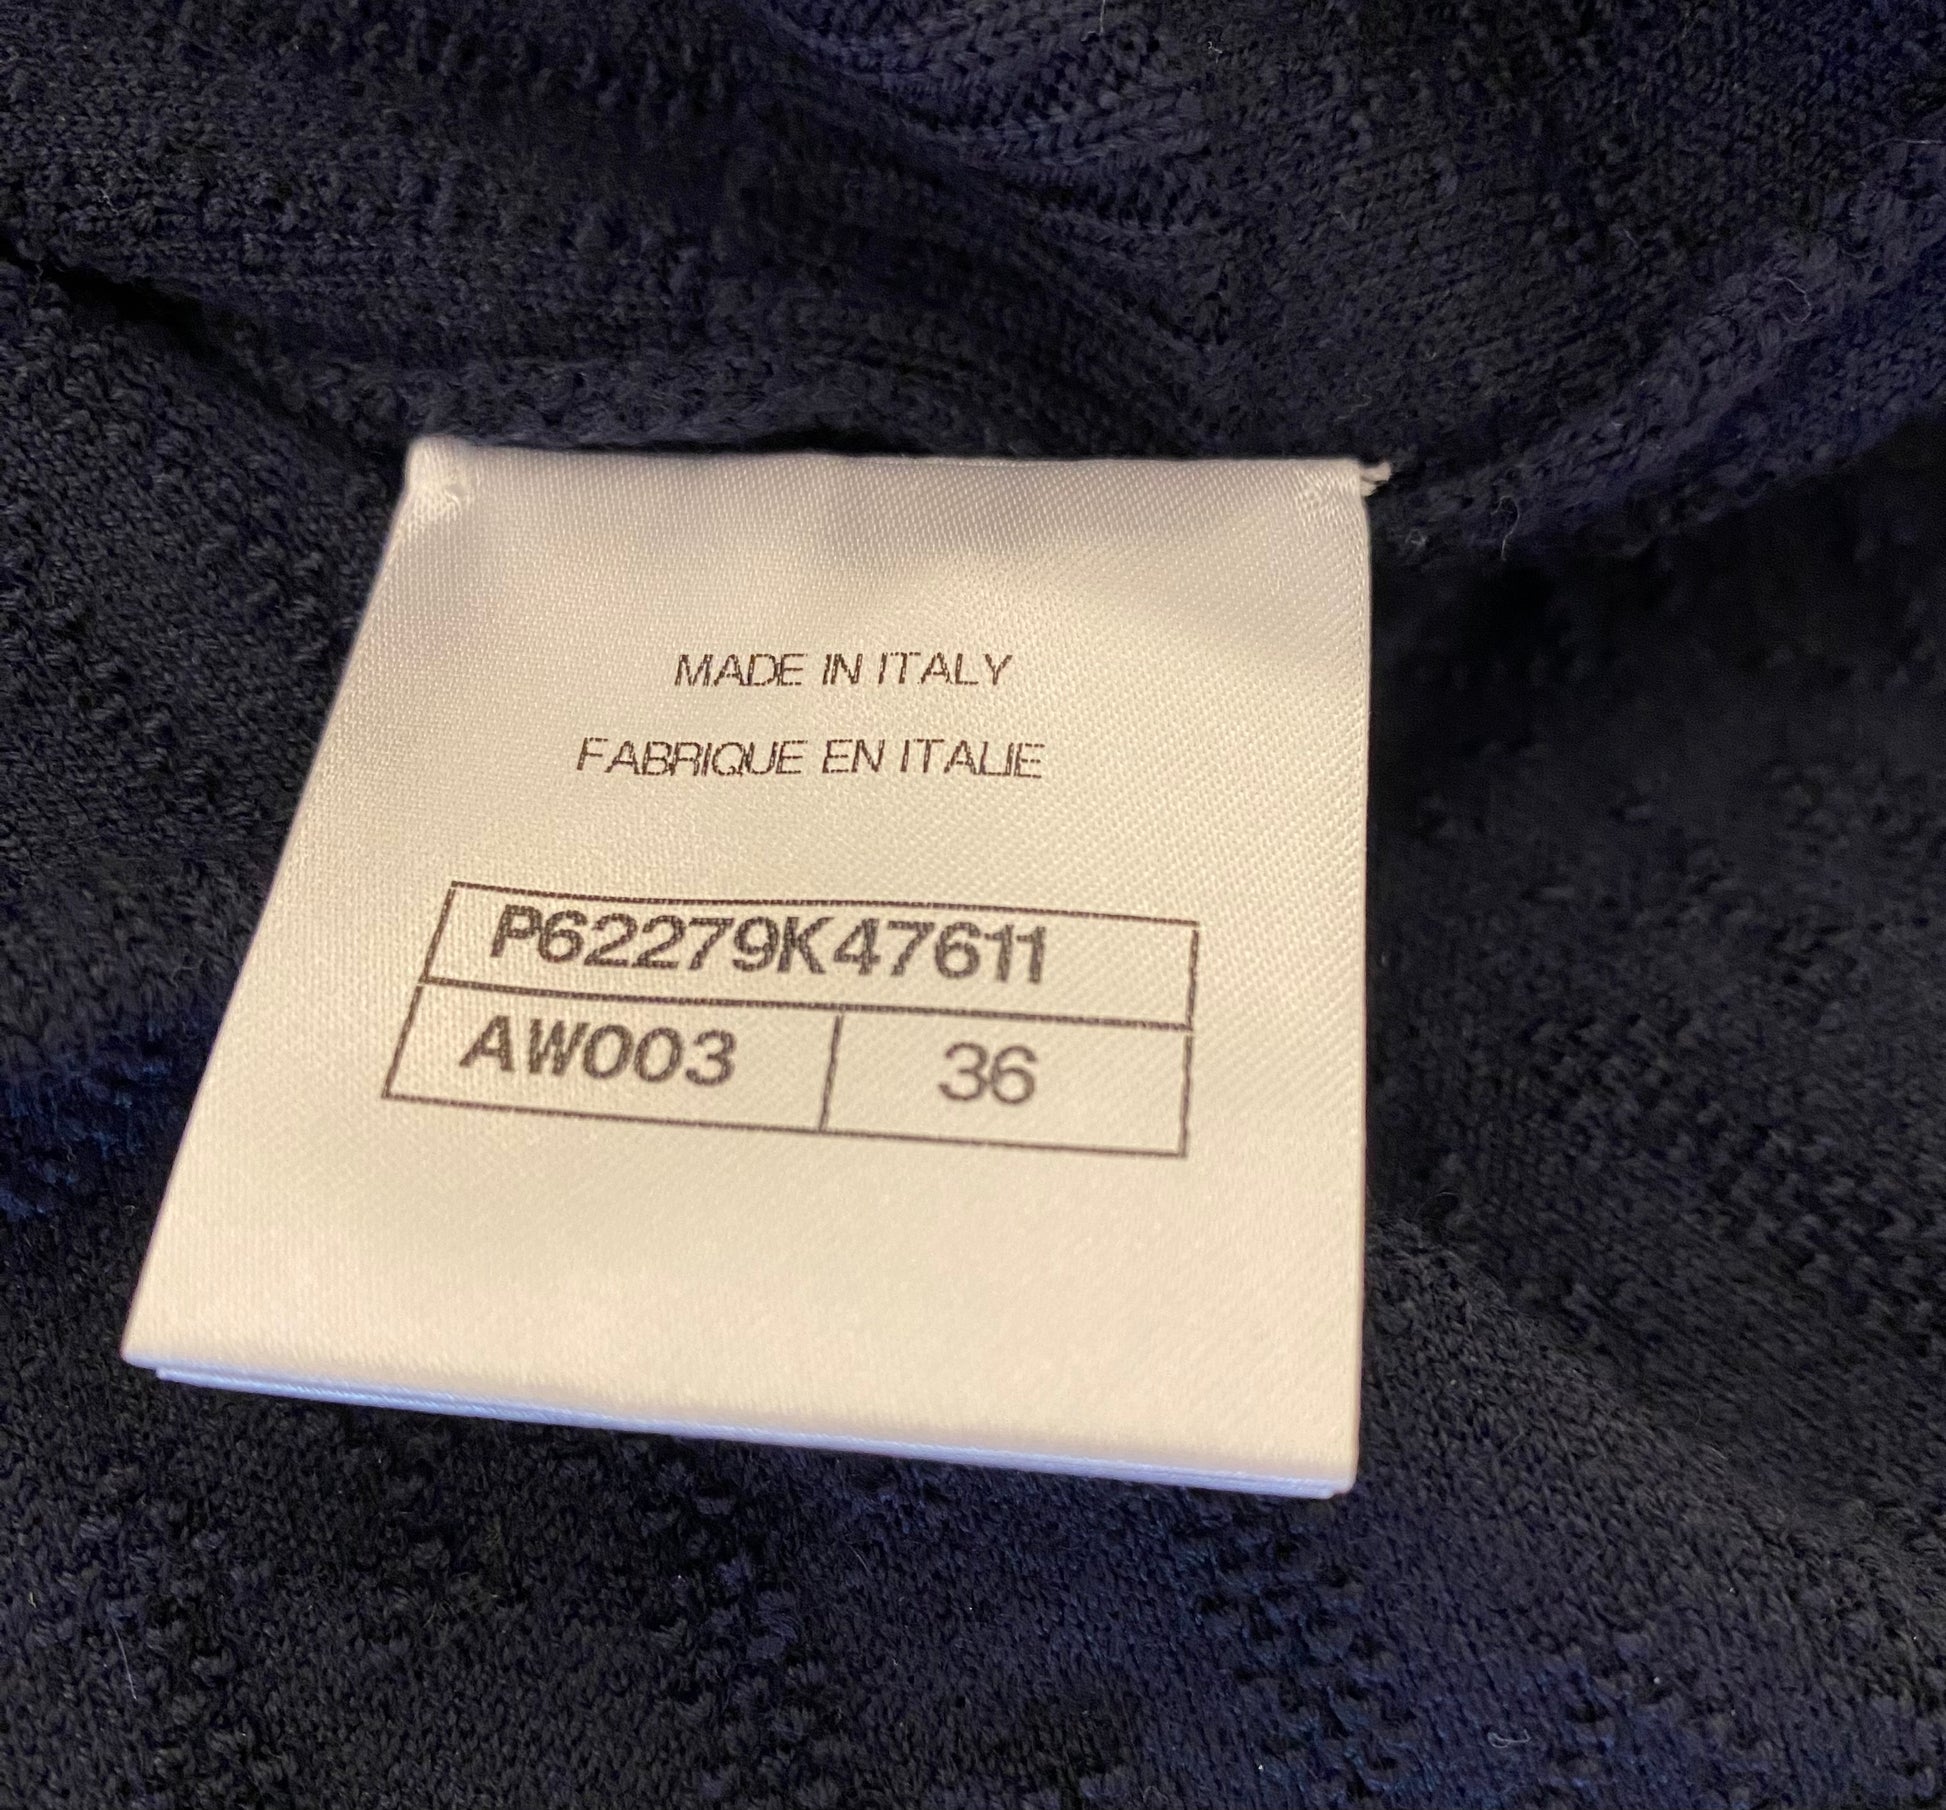 MADE IN ITALY
FABRIQUE EN ITALIE
P62279K47611
AW003 36